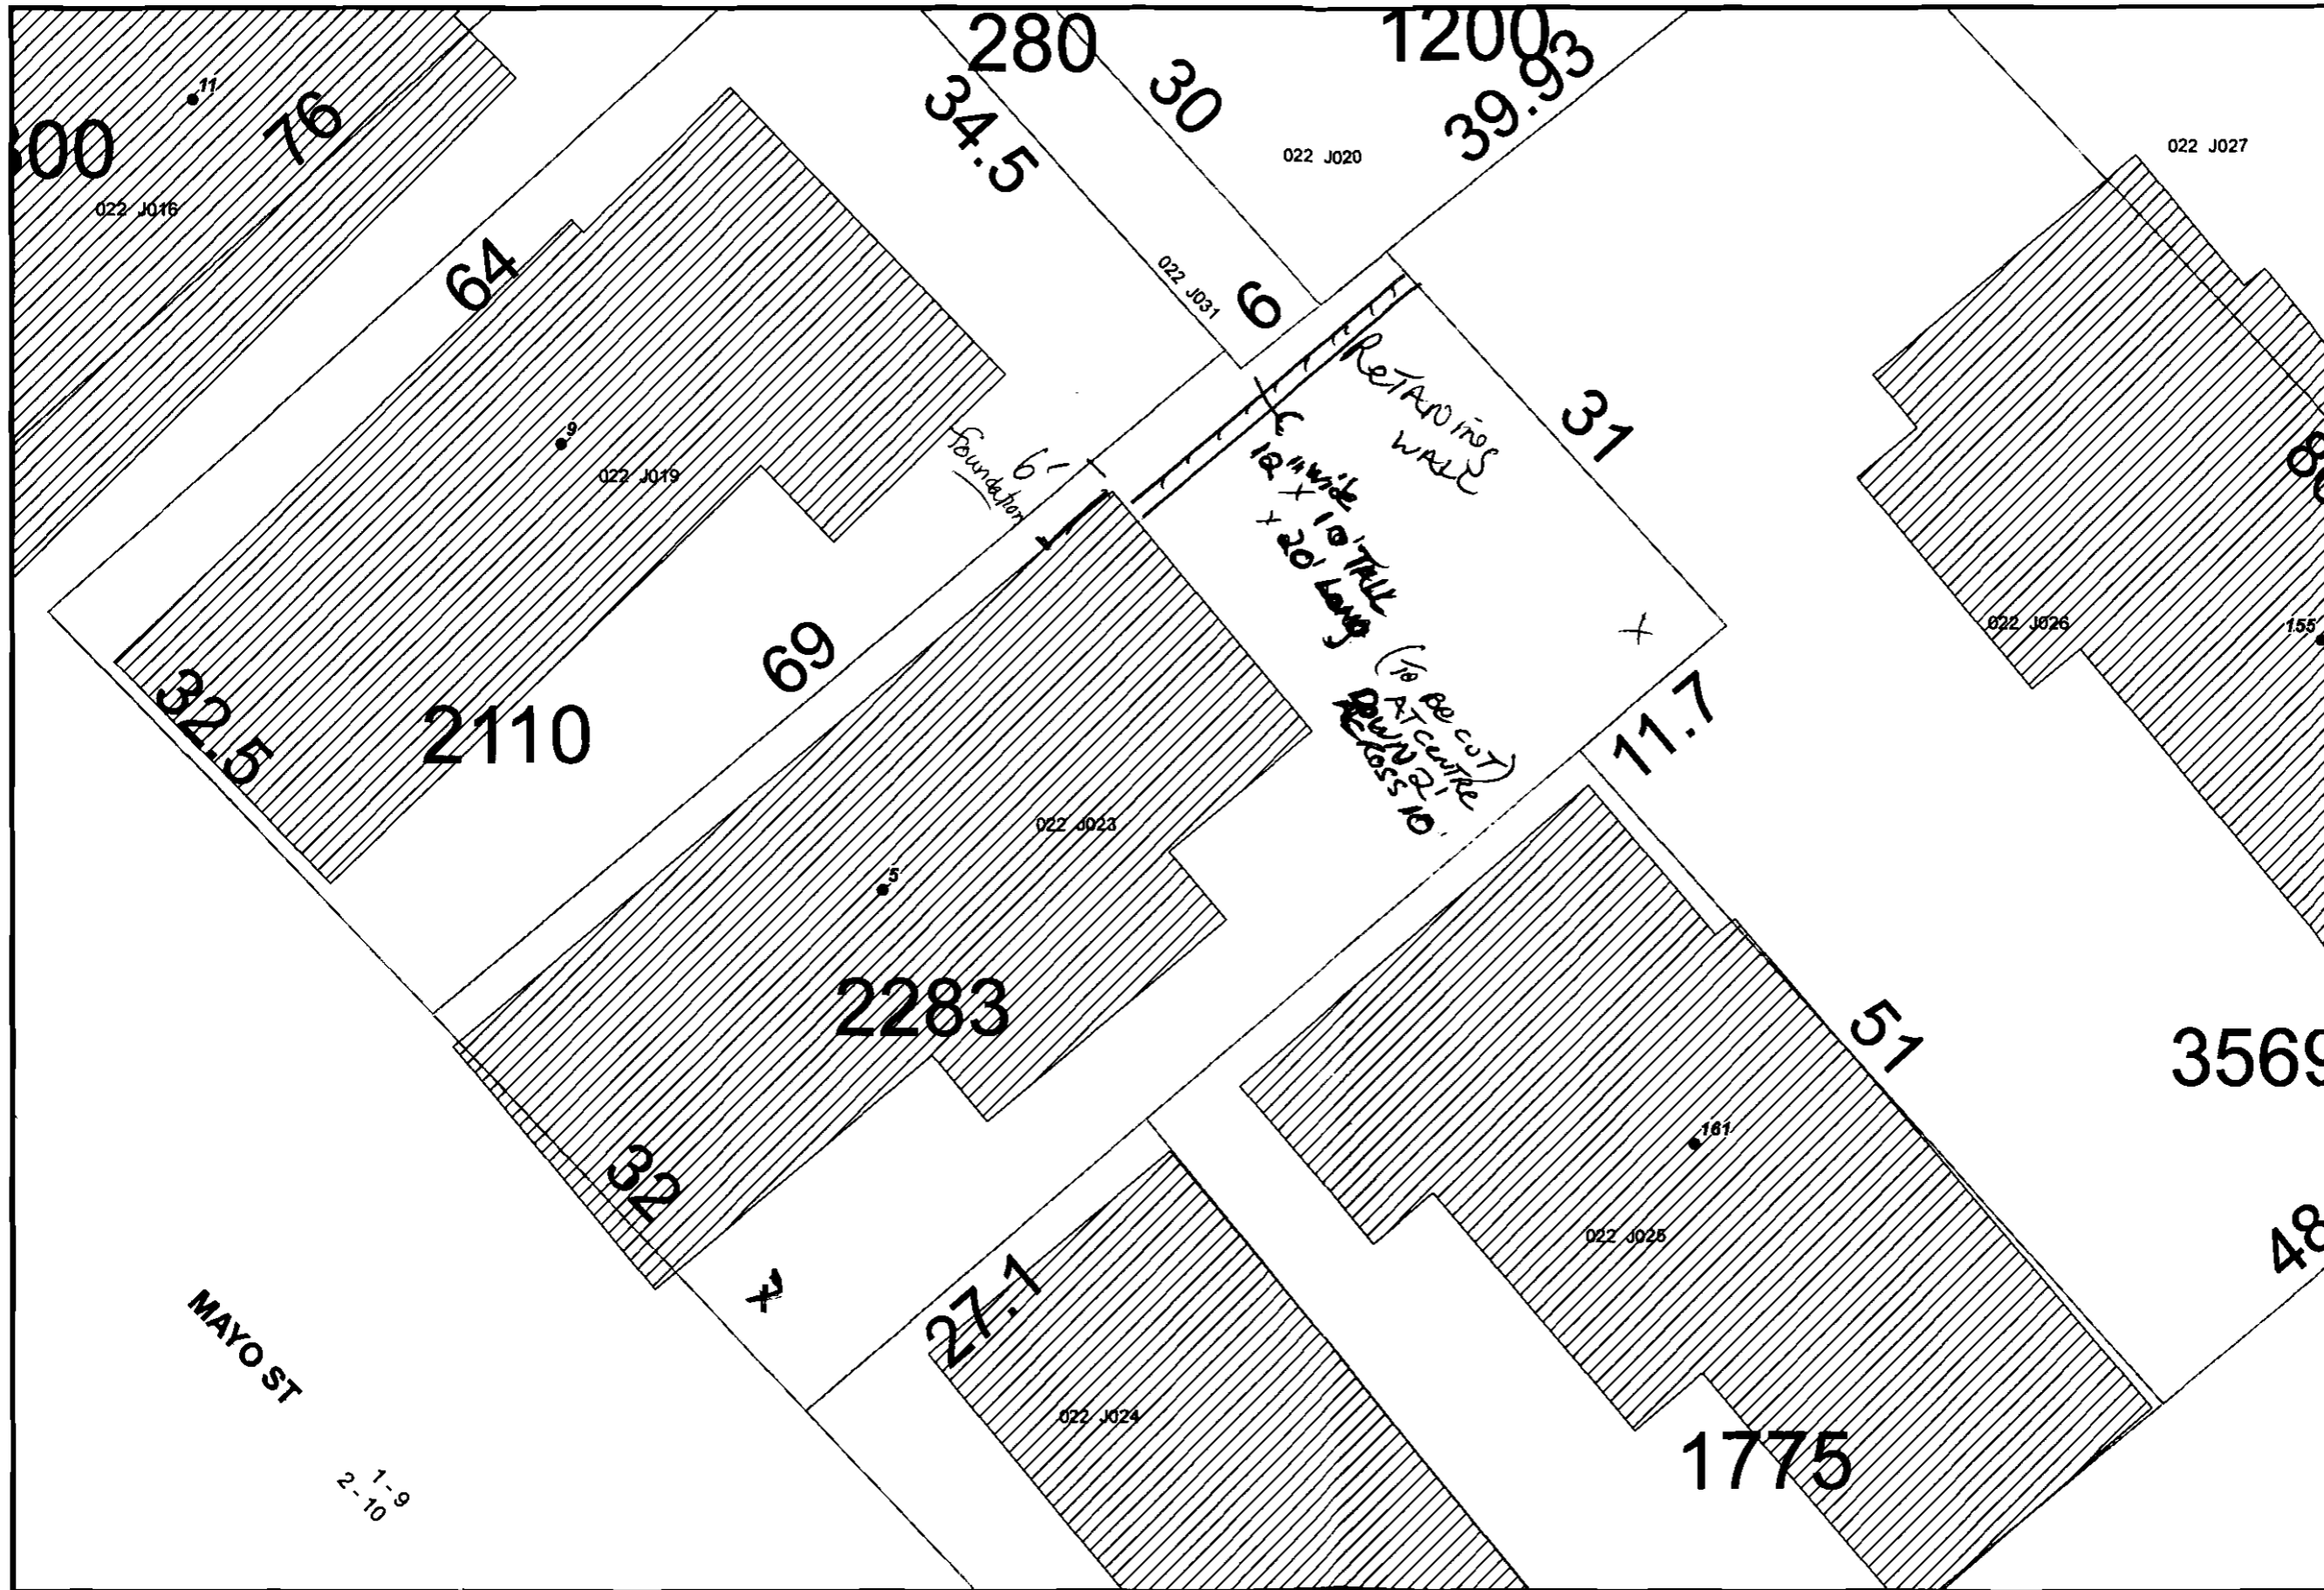 280
1200
11
76
00
34.5
30
39.93
022 J020
022 J027
022 J016
64
022 J031
6
RETANING
WALL
31
9
022 J019
6'
foundation
12" wide
x 10' TALL
x 20' Long
(To Be CUT)
AT CENTRE
DOWN 2'
ACROSS 10'
022 J026
155
69
32.5
2110
11.7
022 J023
5
2283
51
3569
32
161
022 J025
48
27.1
MAYO ST
022 J024
1775
1 - 9
2 - 10